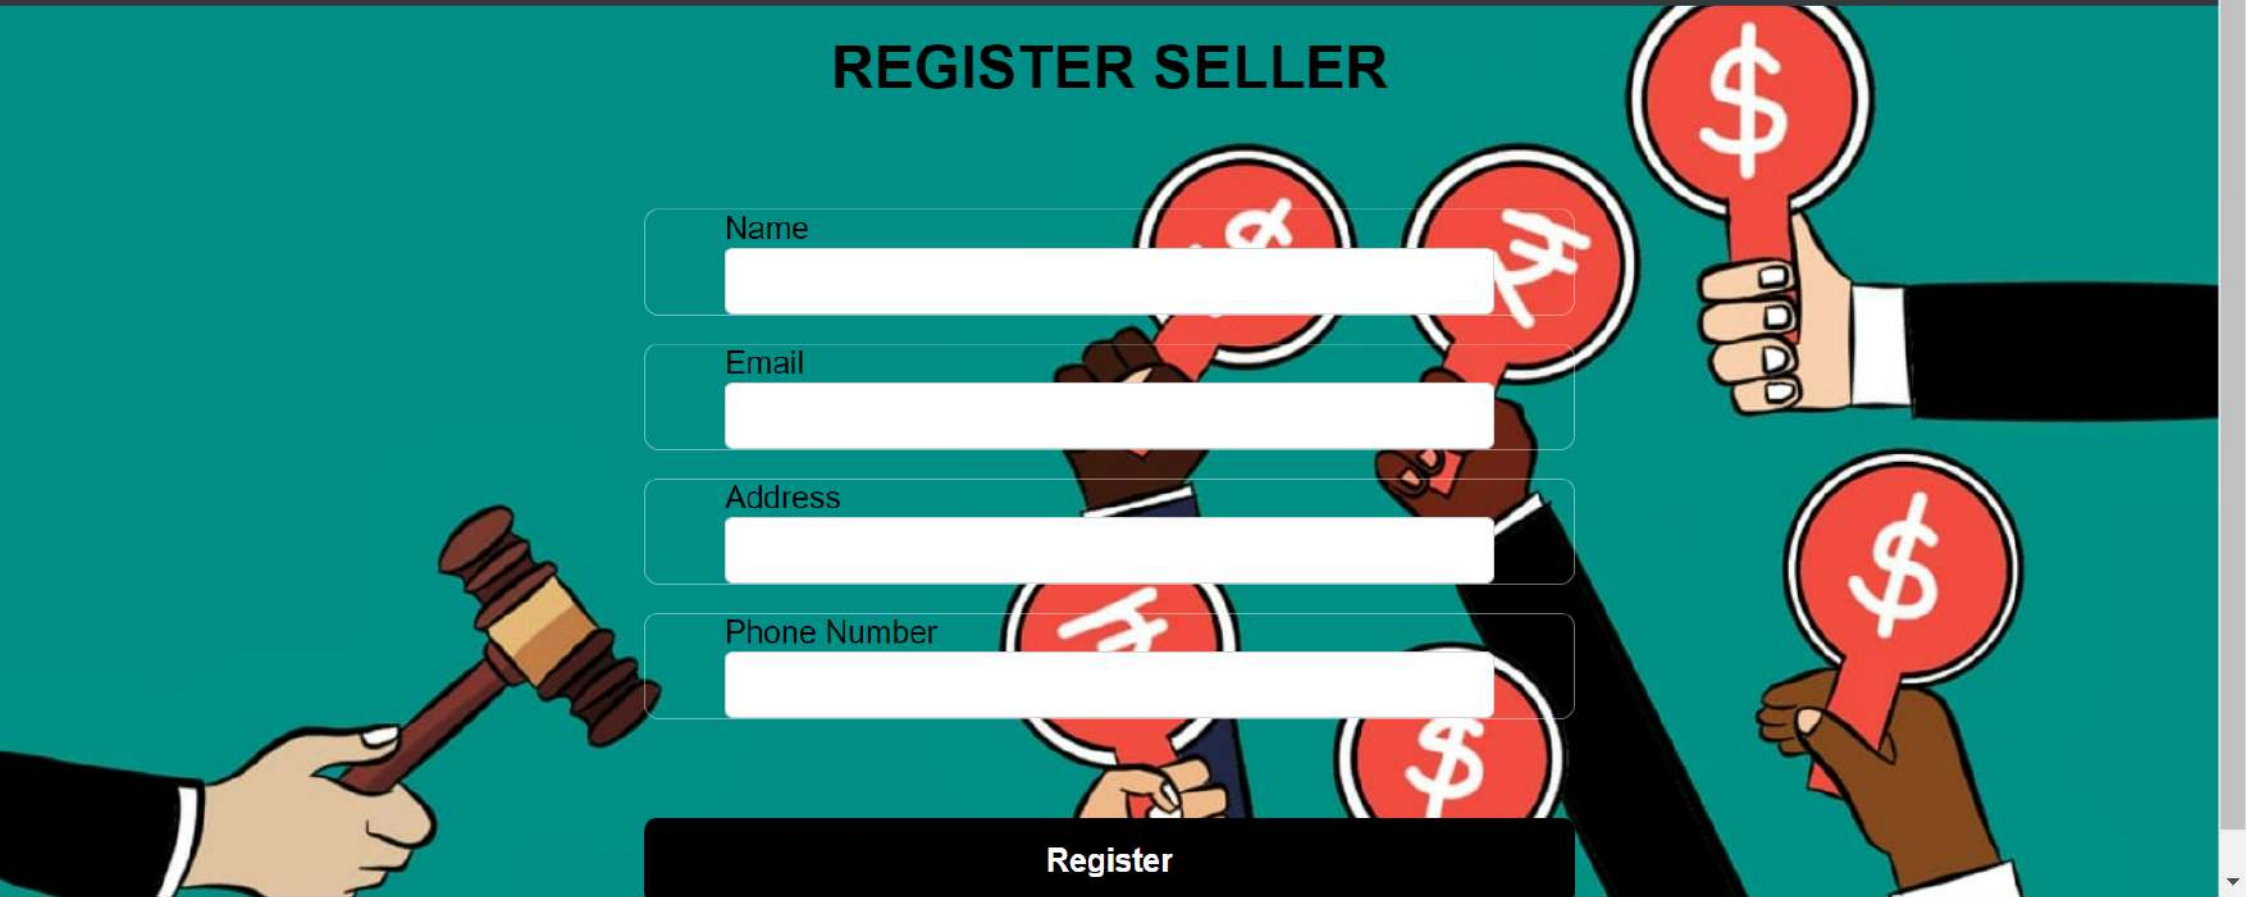 REGISTER SELLER
$
$
₹
Name
Email
Address
$
Phone Number
₹
$
Register